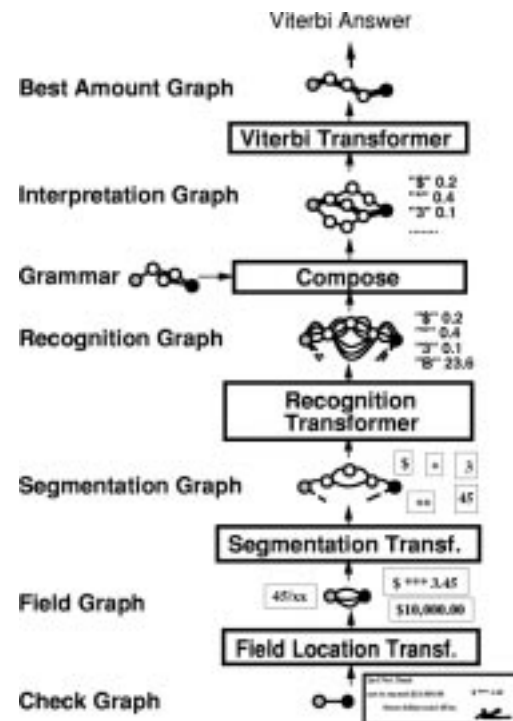 Viterbi Answer
Best Amount Graph
Viterbi Transformer
Interpretation Graph
"$" 0.2
"*" 0.4
"3" 0.1
......
Grammar
Compose
Recognition Graph
"$" 0.2
"*" 0.4
"3" 0.1
"B" 23.6
Recognition
Transformer
$ * 3
Segmentation Graph
** 45
Segmentation Transf.
45/xx
$ *** 3.45
Field Graph
$10,000.00
Field Location Transf.
Check Graph